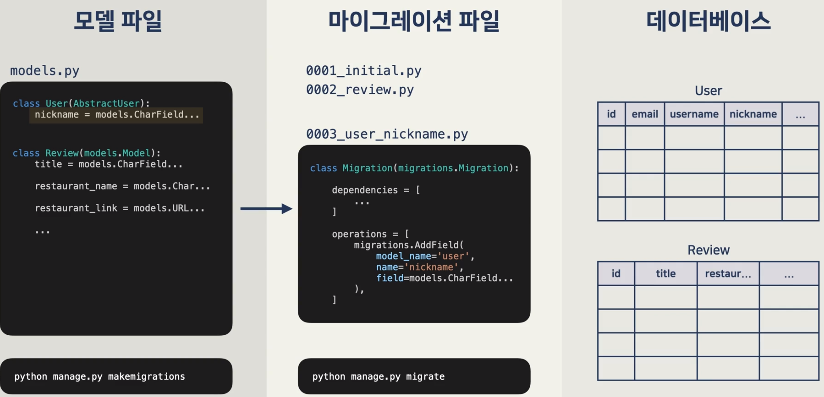 모델 파일
models.py
class User(AbstractUser):
nickname = models.CharField...
class Review(models.Model):
title = models.CharField...
restaurant_name = models.Char...
restaurant_link = models.URL...
...
python manage.py makemigrations
마이그레이션 파일
0001_initial.py
0002_review.py
0003_user_nickname.py
class Migration(migrations.Migration):
dependencies = [
...
]
operations = [
migrations.AddField(
model_name='user',
name='nickname',
field=models.CharField...
),
]
python manage.py migrate
데이터베이스
User
id email username nickname ...
Review
id title restaur... ...